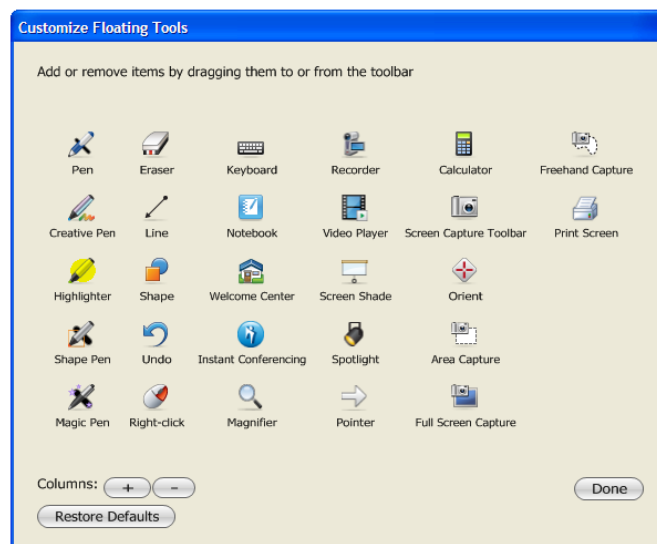 Customize Floating Tools
Add or remove items by dragging them to or from the toolbar
Pen Eraser Keyboard Recorder Calculator Freehand Capture
Creative Pen Line Notebook Video Player Screen Capture Toolbar Print Screen
Highlighter Shape Welcome Center Screen Shade Orient
Shape Pen Undo Instant Conferencing Spotlight Area Capture
Magic Pen Right-click Magnifier Pointer Full Screen Capture
Columns: + -
Done
Restore Defaults